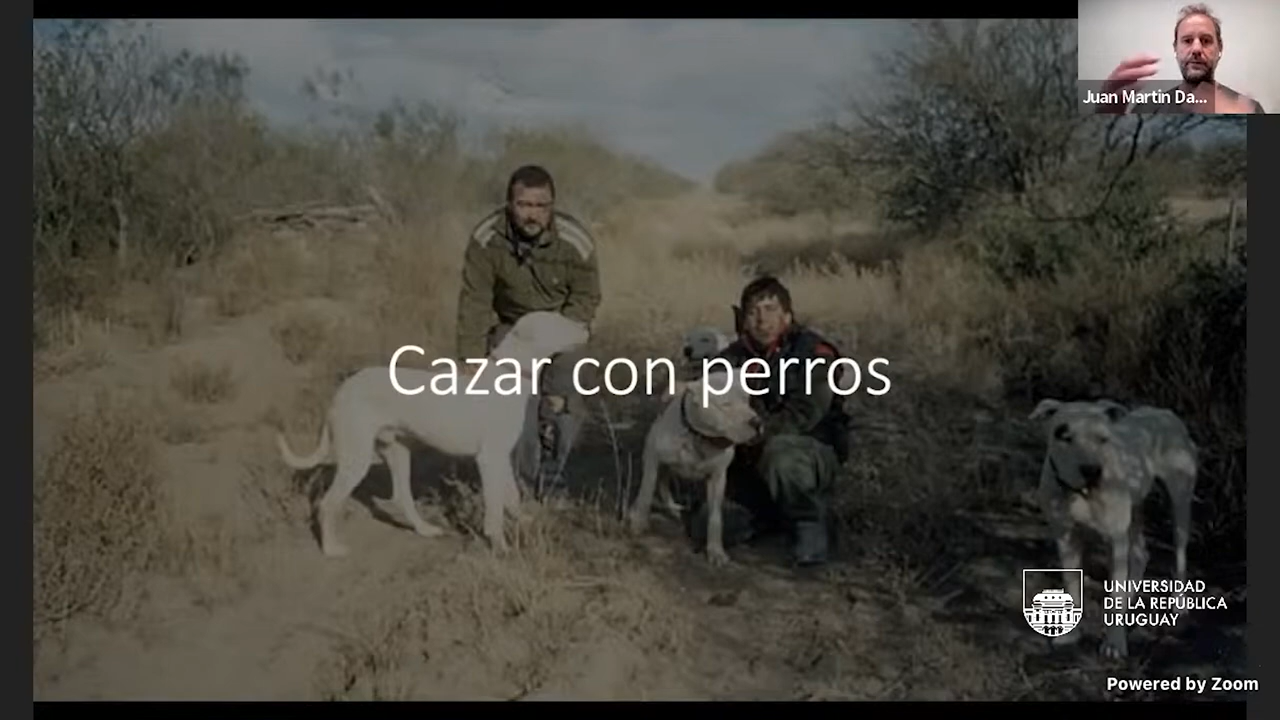 Juan Martin Da...
Cazar con perros
UNIVERSIDAD
DE LA REPÚBLICA
URUGUAY
Powered by Zoom